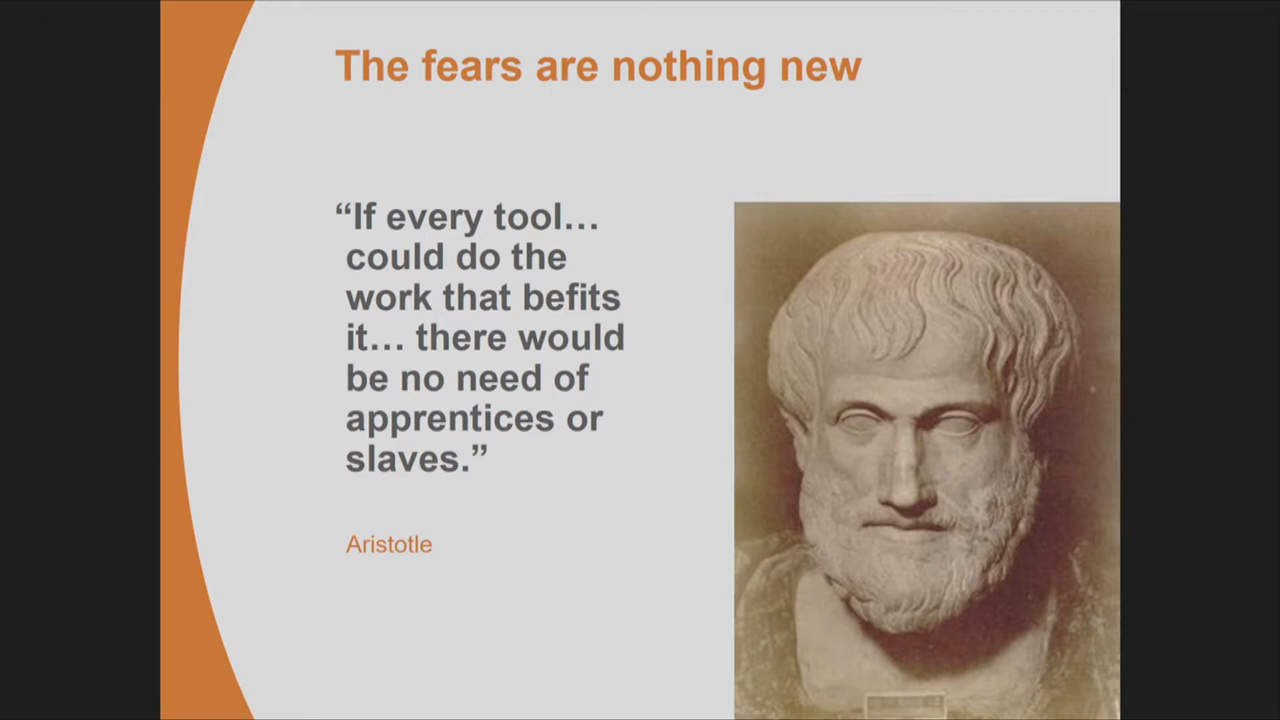 The fears are nothing new
“If every tool…
could do the
work that befits
it… there would
be no need of
apprentices or
slaves.”
Aristotle